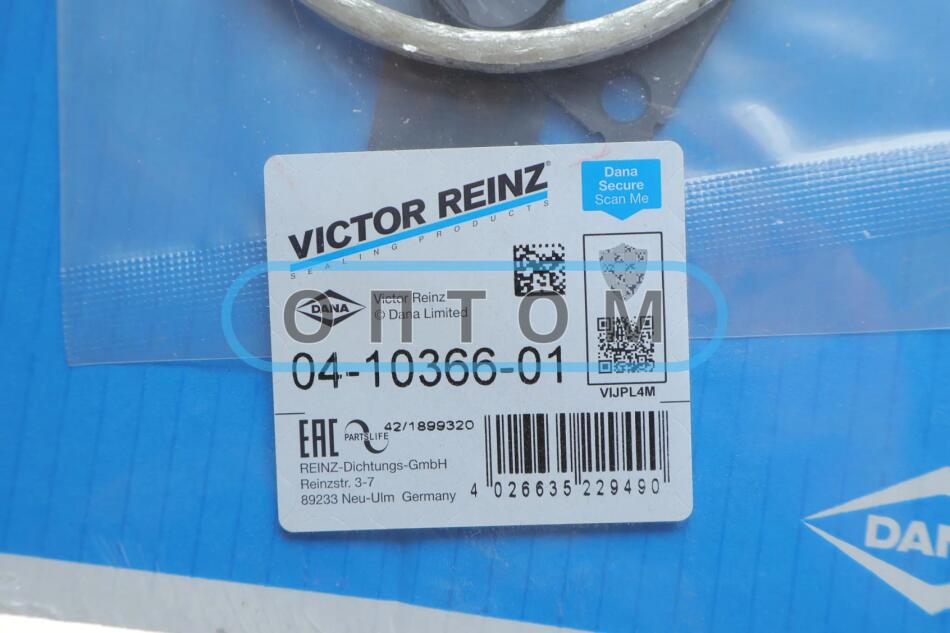 VICTOR REINZ®
SEALING PRODUCTS
Dana
Secure
Scan Me
DANA
Victor Reinz
© Dana Limited
ОПТОМ
04-10366-01
VIJPL4M
EAC
PARTSLIFE
42/1899320
REINZ-Dichtungs-GmbH
Reinzstr. 3-7
89233 Neu-Ulm Germany
4 026635 229490
DAN